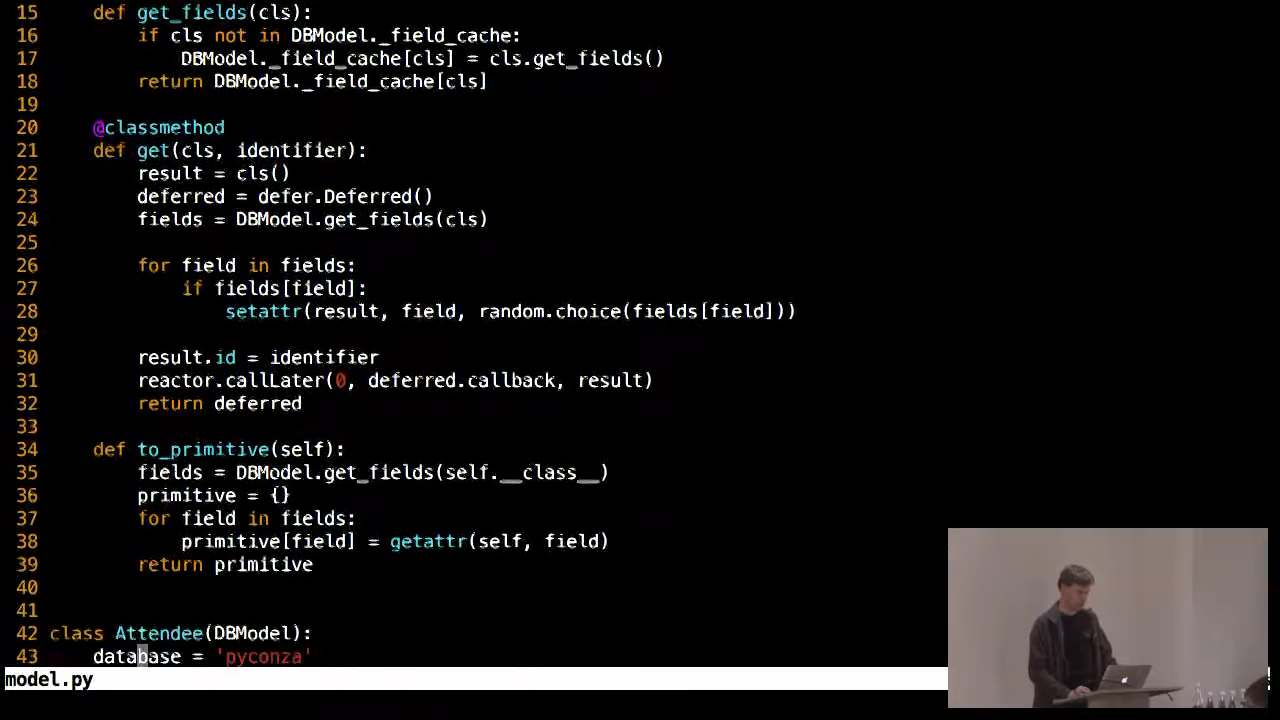 15     def get_fields(cls):
16         if cls not in DBModel._field_cache:
17             DBModel._field_cache[cls] = cls.get_fields()
18         return DBModel._field_cache[cls]
19
20     @classmethod
21     def get(cls, identifier):
22         result = cls()
23         deferred = defer.Deferred()
24         fields = DBModel.get_fields(cls)
25
26         for field in fields:
27             if fields[field]:
28                 setattr(result, field, random.choice(fields[field]))
29
30         result.id = identifier
31         reactor.callLater(0, deferred.callback, result)
32         return deferred
33
34     def to_primitive(self):
35         fields = DBModel.get_fields(self.__class__)
36         primitive = {}
37         for field in fields:
38             primitive[field] = getattr(self, field)
39         return primitive
40
41
42 class Attendee(DBModel):
43     database = 'pyconza'
model.py